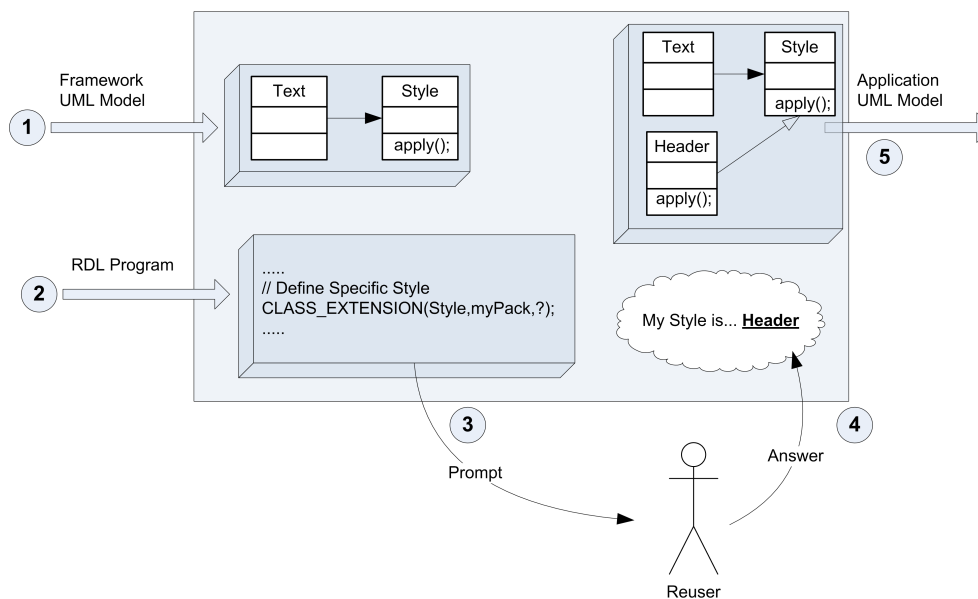 Framework
UML Model
1
Text
Style
apply();
Text
Style
apply();
Header
apply();
Application
UML Model
5
RDL Program
2
.....
// Define Specific Style
CLASS_EXTENSION(Style,myPack,?);
.....
My Style is... Header
3
Prompt
4
Answer
Reuser